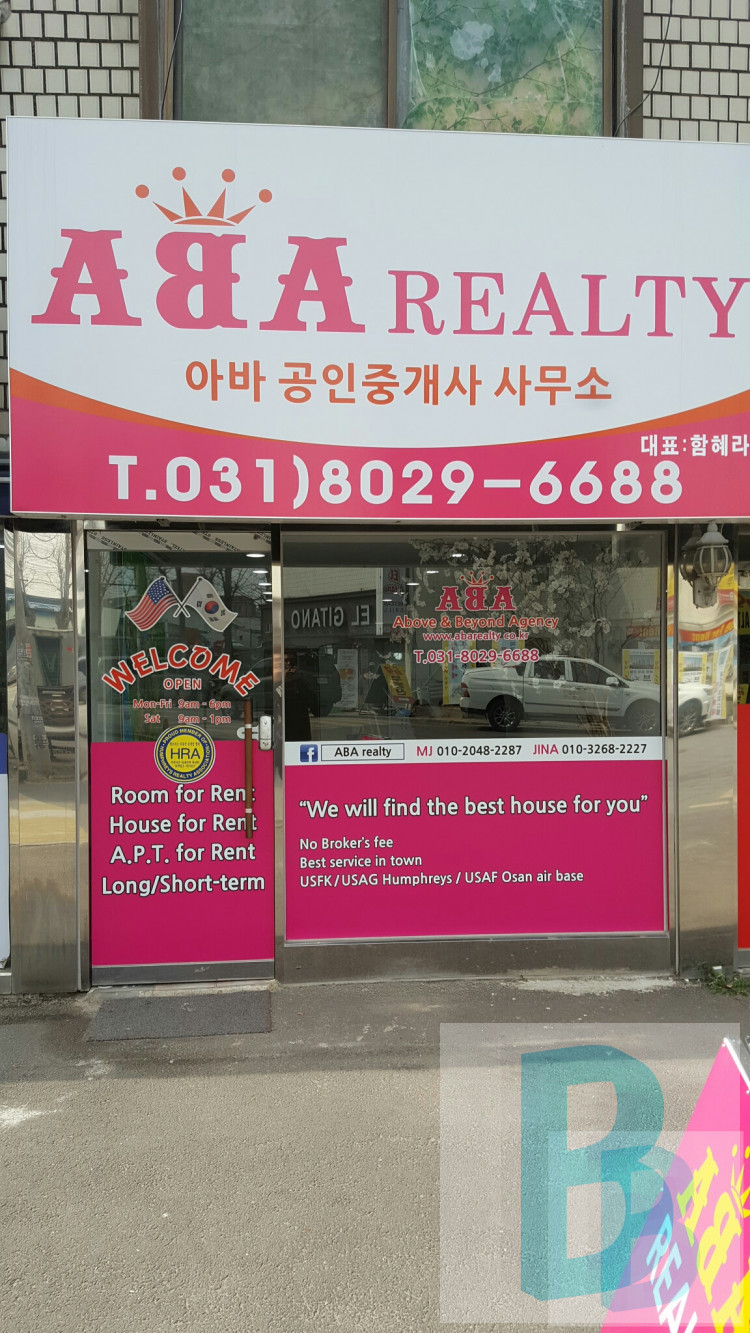 ABA REALTY
아바 공인중개사 사무소
대표:함혜라
T.031)8029-6688
WELCOME
OPEN
Mon-Fri 9am-6pm
Sat 9am-1pm
HRA
Room for Rent
House for Rent
A.P.T. for Rent
Long/Short-term
EL GITANO
ABA
Above & Beyond Agency
www.abarealty.co.kr
T.031-8029-6688
f ABA realty MJ 010-2048-2287 JINA 010-3268-2227
“We will find the best house for you”
No Broker's fee
Best service in town
USFK/USAG Humphreys / USAF Osan air base
ABA
REAL
B
B